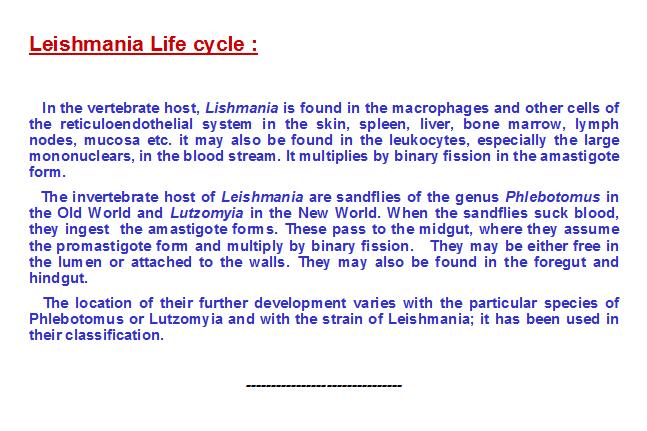 Leishmania Life cycle :
In the vertebrate host, Lishmania is found in the macrophages and other cells of
the reticuloendothelial system in the skin, spleen, liver, bone marrow, lymph
nodes, mucosa etc. it may also be found in the leukocytes, especially the large
mononuclears, in the blood stream. It multiplies by binary fission in the amastigote
form.
The invertebrate host of Leishmania are sandflies of the genus Phlebotomus in
the Old World and Lutzomyia in the New World. When the sandflies suck blood,
they ingest the amastigote forms. These pass to the midgut, where they assume
the promastigote form and multiply by binary fission. They may be either free in
the lumen or attached to the walls. They may also be found in the foregut and
hindgut.
The location of their further development varies with the particular species of
Phlebotomus or Lutzomyia and with the strain of Leishmania; it has been used in
their classification.
-------------------------------